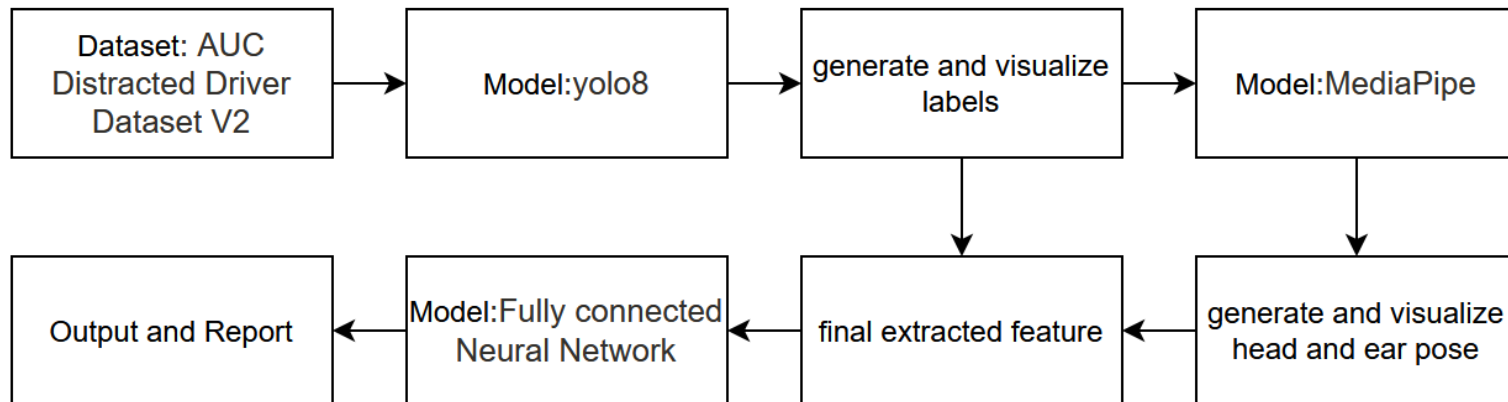 Dataset: AUC
Distracted Driver
Dataset V2
Model:yolo8
generate and visualize
labels
Model:MediaPipe
Output and Report
Model:Fully connected
Neural Network
final extracted feature
generate and visualize
head and ear pose